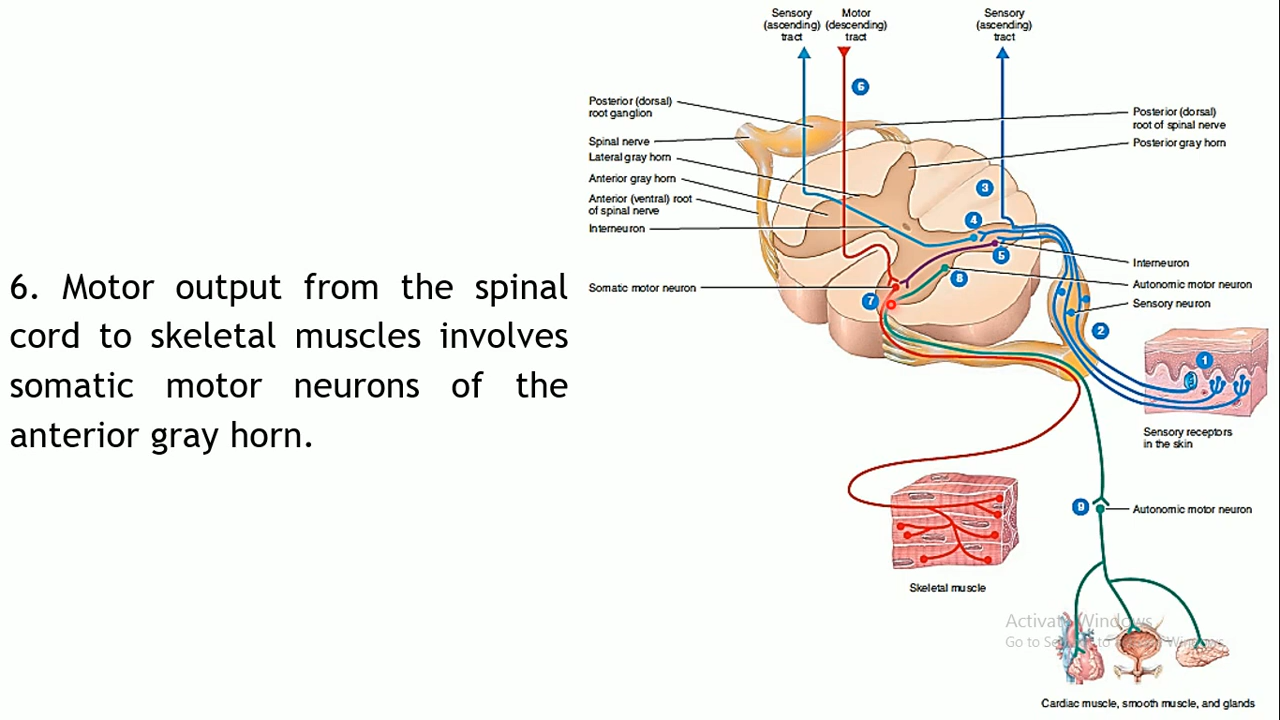 6. Motor output from the spinal
cord to skeletal muscles involves
somatic motor neurons of the
anterior gray horn.
Sensory
(ascending)
tract
Motor
(descending)
tract
Sensory
(ascending)
tract
6
Posterior (dorsal)
root ganglion
Spinal nerve
Lateral gray horn
Anterior gray horn
Anterior (ventral) root
of spinal nerve
Interneuron
Somatic motor neuron
Posterior (dorsal)
root of spinal nerve
Posterior gray horn
3
4
5
8
7
Interneuron
Autonomic motor neuron
Sensory neuron
2
1
Sensory receptors
in the skin
9
Autonomic motor neuron
Skeletal muscle
Activate Windows
Go to to Windows
Cardiac muscle, smooth muscle, and glands